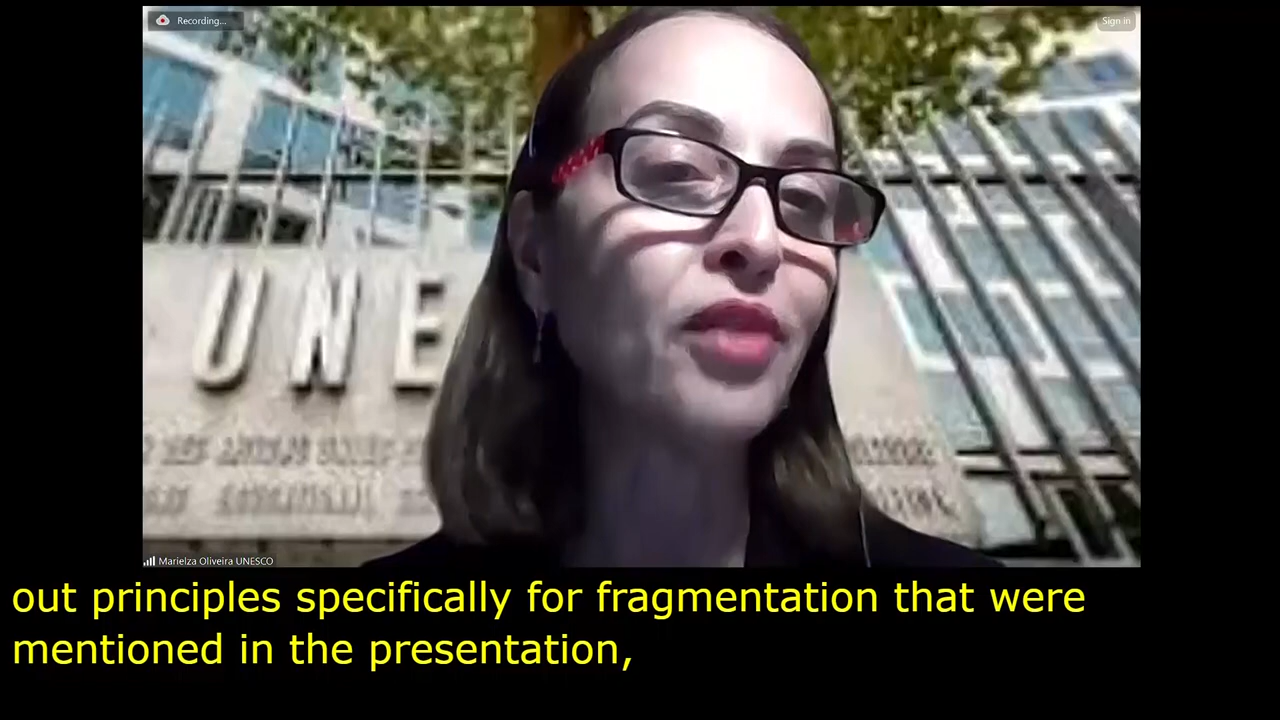 Recording...
Sign in
UNE
Marielza Oliveira UNESCO
out principles specifically for fragmentation that were
mentioned in the presentation,